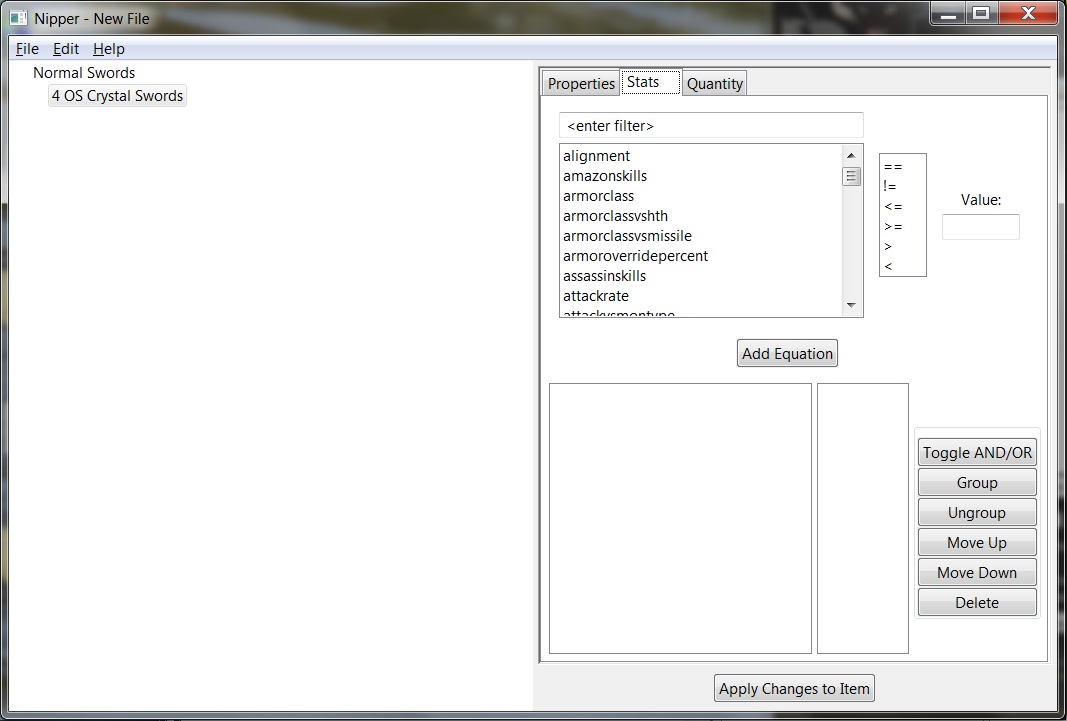 Nipper - New File
File Edit Help
Normal Swords
4 OS Crystal Swords
Properties Stats Quantity
<enter filter>
alignment
amazonskills
armorclass
armorclassvshth
armorclassvsmissile
armoroverridepercent
assassinskills
attackrate
attackvsmontype
==
!=
<=
>=
>
<
Value:
Add Equation
Toggle AND/OR
Group
Ungroup
Move Up
Move Down
Delete
Apply Changes to Item